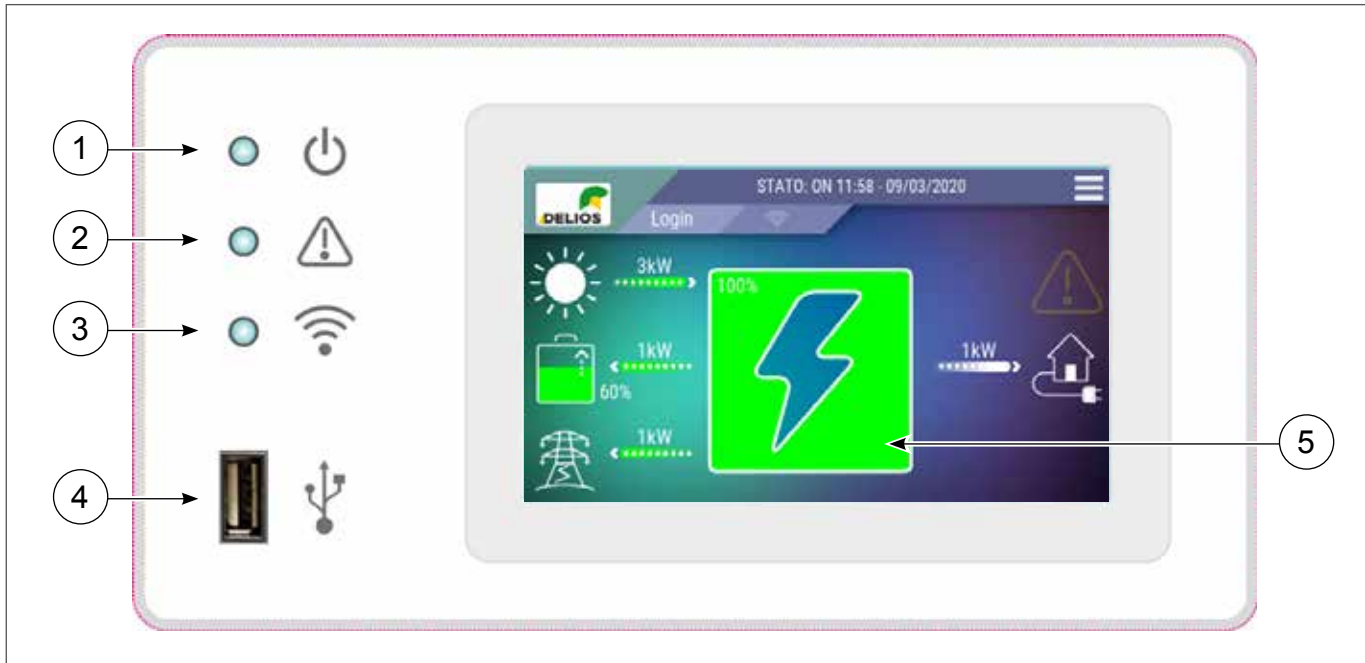 1
2
3
4
5
DELIOS
STATO: ON 11:58 - 09/03/2020
Login
3kW
100%
1kW
60%
1kW
1kW